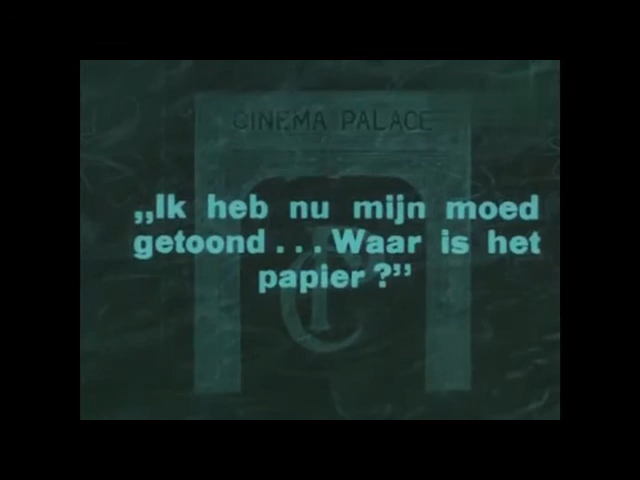 CINEMA PALACE
„Ik heb nu mijn moed
getoond... Waar is het
papier?”